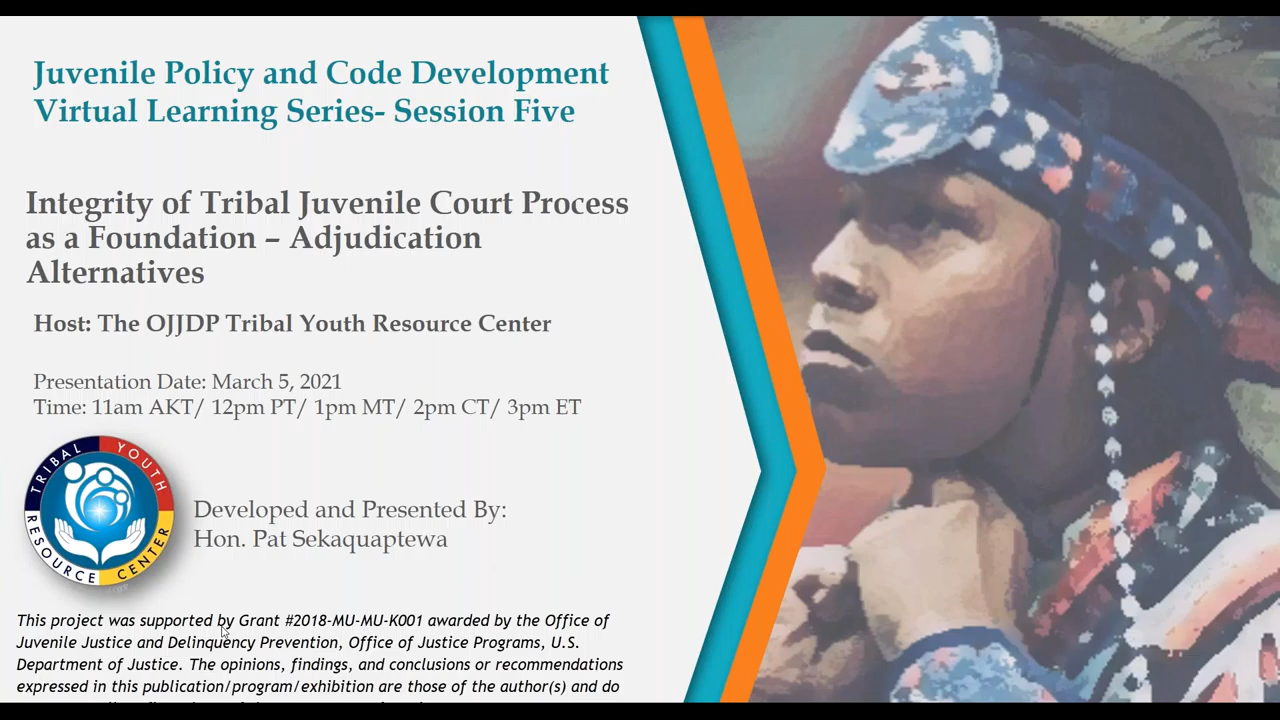 Juvenile Policy and Code Development
Virtual Learning Series- Session Five
Integrity of Tribal Juvenile Court Process
as a Foundation – Adjudication
Alternatives
Host: The OJJDP Tribal Youth Resource Center
Presentation Date: March 5, 2021
Time: 11am AKT/ 12pm PT/ 1pm MT/ 2pm CT/ 3pm ET
TRIBAL YOUTH
RESOURCE CENTER
Developed and Presented By:
Hon. Pat Sekaquaptewa
This project was supported by Grant #2018-MU-MU-K001 awarded by the Office of
Juvenile Justice and Delinquency Prevention, Office of Justice Programs, U.S.
Department of Justice. The opinions, findings, and conclusions or recommendations
expressed in this publication/program/exhibition are those of the author(s) and do